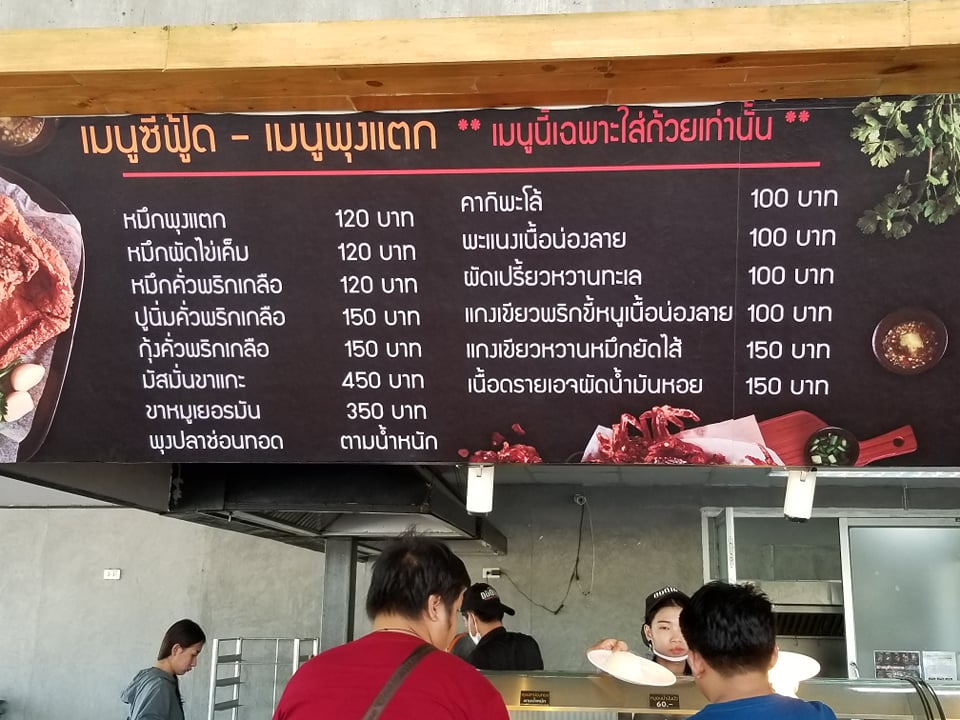 เมนูซีฟู้ด - เมนูพุงแตก ** เมนูนี้เฉพาะใส่ถ้วยเท่านั้น **
หมึกพุงแตก 120 บาท
หมึกผัดไข่เค็ม 120 บาท
หมึกคั่วพริกเกลือ 120 บาท
ปูนิ่มคั่วพริกเกลือ 150 บาท
กุ้งคั่วพริกเกลือ 150 บาท
มัสมั่นขาแกะ 450 บาท
ขาหมูเยอรมัน 350 บาท
พุงปลาช่อนทอด ตามน้ำหนัก
คากิพะโล้ 100 บาท
พะแนงเนื้อน่องลาย 100 บาท
ผัดเปรี้ยวหวานทะเล 100 บาท
แกงเขียวพริกขี้หนูเนื้อน่องลาย 100 บาท
แกงเขียวหวานหมึกยัดไส้ 150 บาท
เนื้อตรายเอจผัดน้ำมันหอย 150 บาท
ตามน้ำหนัก
60.-